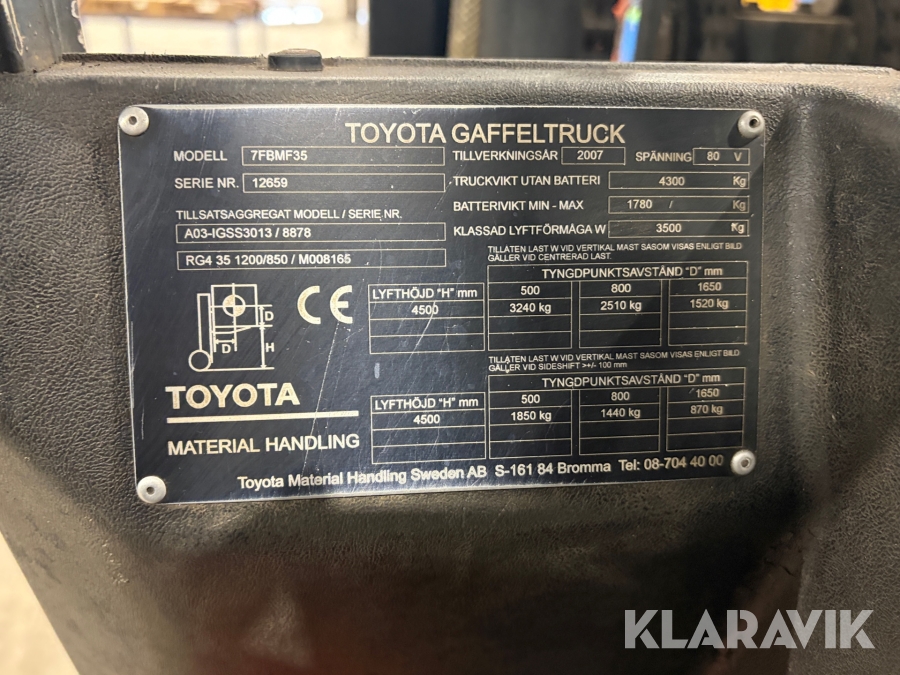 TOYOTA GAFFELTRUCK
MODELL 7FBMF35 TILLVERKNINGSÅR 2007 SPÄNNING 80 V
SERIE NR. 12659 TRUCKVIKT UTAN BATTERI 4300 Kg
BATTERIVIKT MIN - MAX 1780 / Kg
TILLSATSAGGREGAT MODELL / SERIE NR.
A03-IGSS3013 / 8878 KLASSAD LYFTFÖRMÅGA W 3500 Kg
RG4 35 1200/850 / M008165
TILLÅTEN LAST W VID VERTIKAL MAST SASOM VISAS ENLIGT BILD
GÄLLER VID CENTRERAD LAST.
TYNGDPUNKTSAVSTÅND "D" mm
LYFTHÖJD "H" mm 500 800 1650
4500 3240 kg 2510 kg 1520 kg
D
D H
CE
TILLÅTEN LAST W VID VERTIKAL MAST SASOM VISAS ENLIGT BILD
GÄLLER VID SIDESHIFT >+/- 100 mm
TYNGDPUNKTSAVSTÅND "D" mm
LYFTHÖJD "H" mm 500 800 1650
4500 1850 kg 1440 kg 870 kg
TOYOTA
MATERIAL HANDLING
Toyota Material Handling Sweden AB S-161 84 Bromma Tel: 08-704 40 00
KLARAVIK